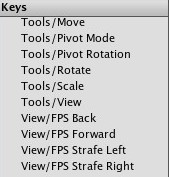 Keys
Tools/Move
Tools/Pivot Mode
Tools/Pivot Rotation
Tools/Rotate
Tools/Scale
Tools/View
View/FPS Back
View/FPS Forward
View/FPS Strafe Left
View/FPS Strafe Right